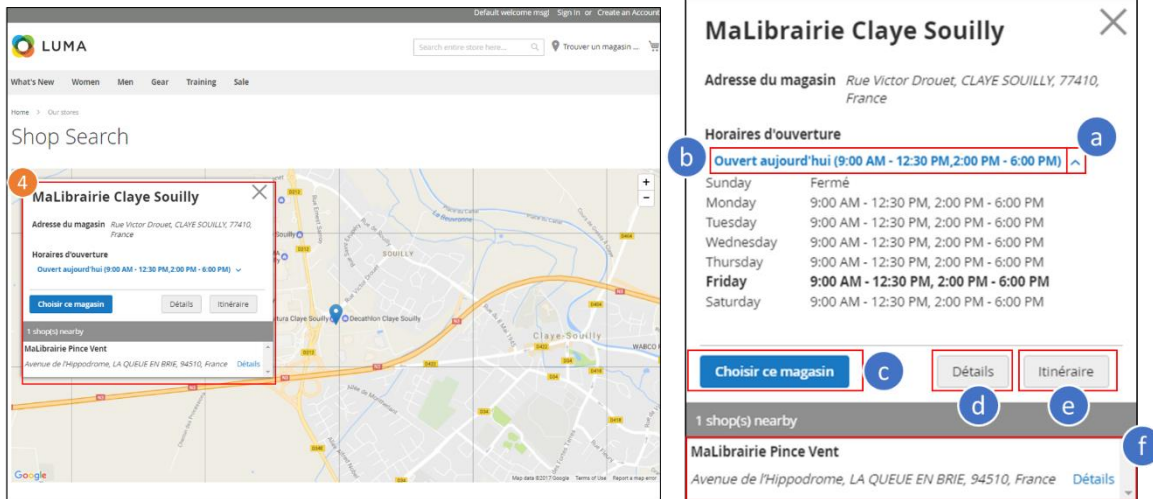 Default welcome msg! Sign In or Create an Account
LUMA
Search entire store here...
Trouver un magasin ...
What's New Women Men Gear Training Sale
Home > Our stores
Shop Search
4
MaLibrairie Claye Souilly
Adresse du magasin Rue Victor Drouet, CLAYE SOUILLY, 77410,
France
Horaires d'ouverture
Ouvert aujourd'hui (9:00 AM - 12:30 PM,2:00 PM - 6:00 PM)
Choisir ce magasin Détails Itinéraire
1 shop(s) nearby
MaLibrairie Pince Vent
Avenue de l'Hippodrome, LA QUEUE EN BRIE, 94510, France Détails
SOUILLY
Decathlon Claye Souilly
Claye-Souilly
Google
Map data ©2017 Google Terms of Use Report a map error
MaLibrairie Claye Souilly
Adresse du magasin Rue Victor Drouet, CLAYE SOUILLY, 77410,
France
Horaires d'ouverture
a
b
Ouvert aujourd'hui (9:00 AM - 12:30 PM,2:00 PM - 6:00 PM)
Sunday Fermé
Monday 9:00 AM - 12:30 PM, 2:00 PM - 6:00 PM
Tuesday 9:00 AM - 12:30 PM, 2:00 PM - 6:00 PM
Wednesday 9:00 AM - 12:30 PM, 2:00 PM - 6:00 PM
Thursday 9:00 AM - 12:30 PM, 2:00 PM - 6:00 PM
Friday 9:00 AM - 12:30 PM, 2:00 PM - 6:00 PM
Saturday 9:00 AM - 12:30 PM, 2:00 PM - 6:00 PM
Choisir ce magasin c Détails Itinéraire
d e
1 shop(s) nearby
f
MaLibrairie Pince Vent
Avenue de l'Hippodrome, LA QUEUE EN BRIE, 94510, France Détails